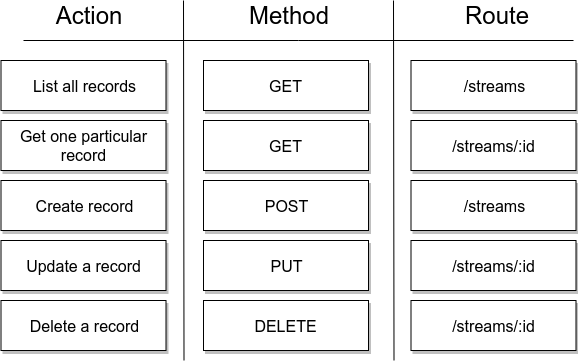 Action Method Route
List all records GET /streams
Get one particular
record GET /streams/:id
Create record POST /streams
Update a record PUT /streams/:id
Delete a record DELETE /streams/:id